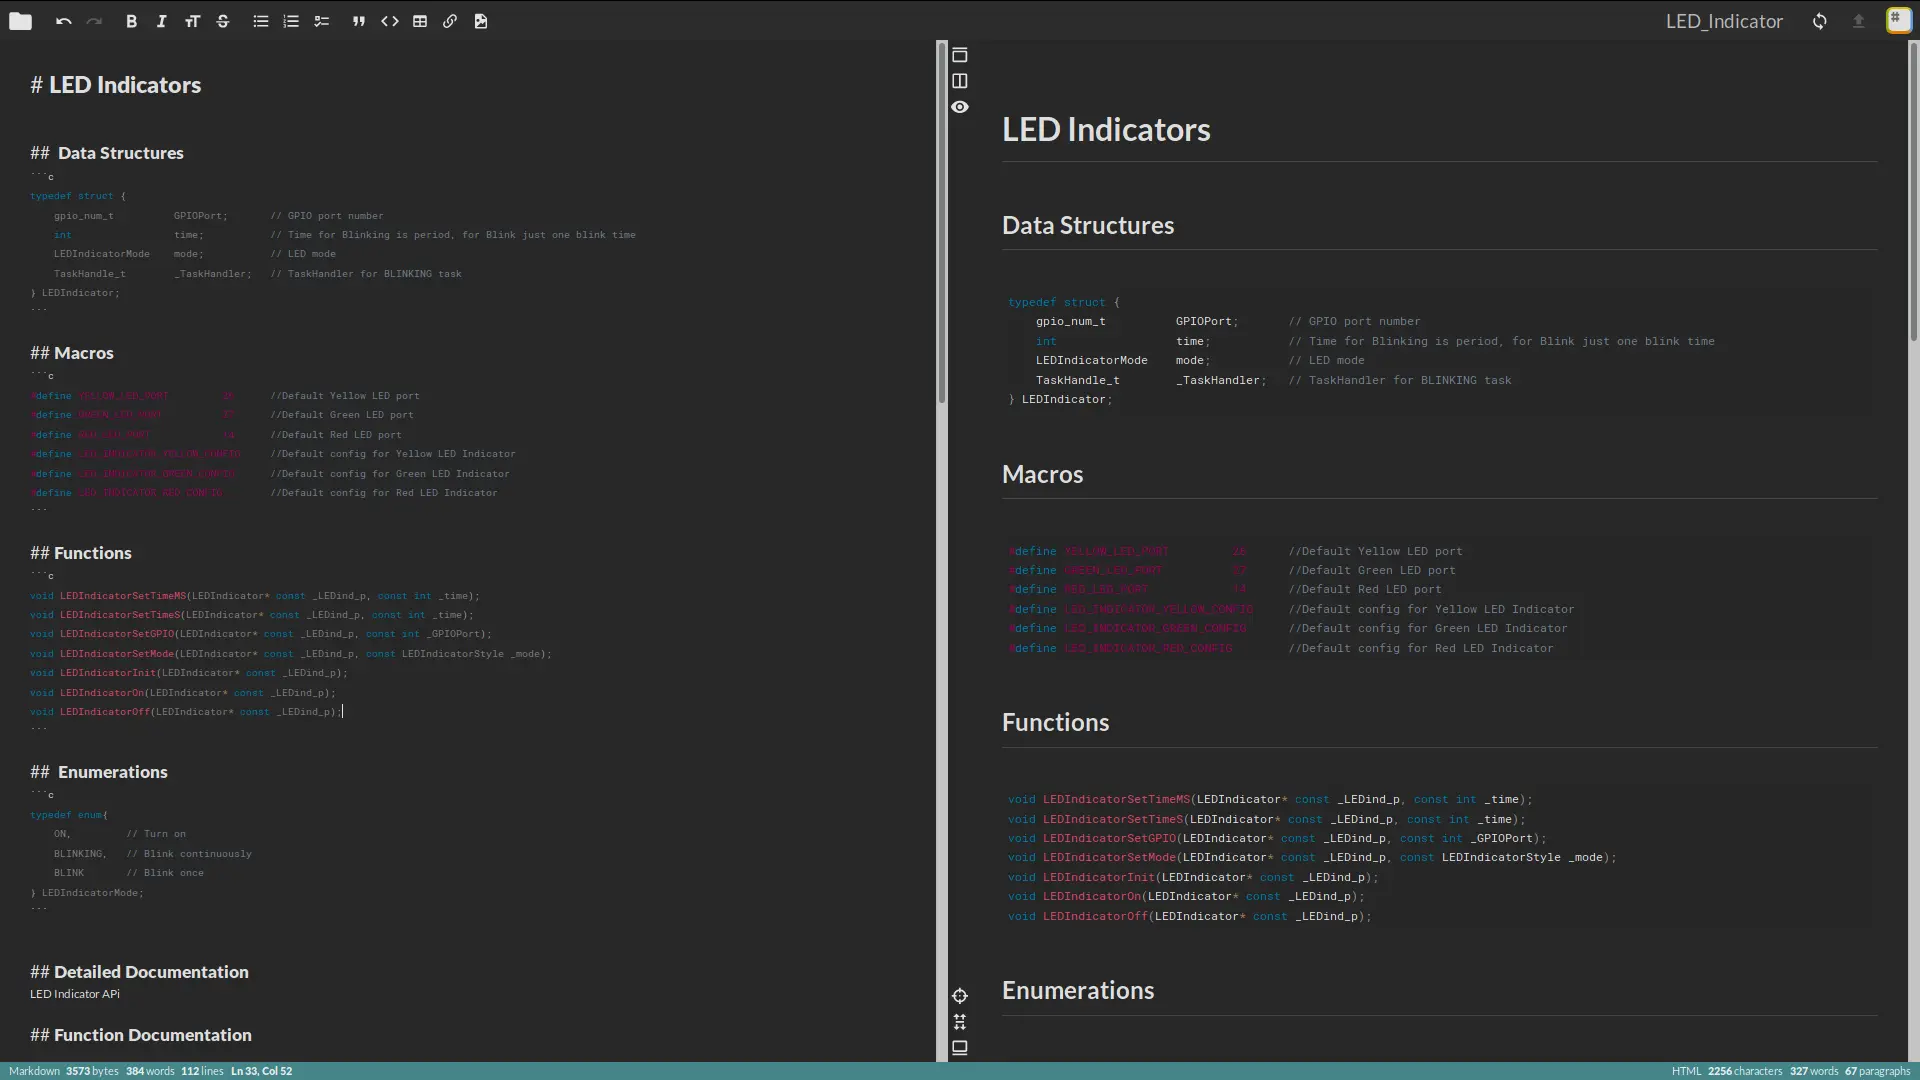 LED_Indicator
# LED Indicators
## Data Structures
```c
typedef struct {
gpio_num_t GPIOPort; // GPIO port number
int time; // Time for Blinking is period, for Blink just one blink time
LEDIndicatorMode mode; // LED mode
TaskHandle_t _TaskHandler; // TaskHandler for BLINKING task
} LEDIndicator;
```
## Macros
```c
#define YELLOW_LED_PORT 26 //Default Yellow LED port
#define GREEN_LED_PORT 27 //Default Green LED port
#define RED_LED_PORT 14 //Default Red LED port
#define LED_INDICATOR_YELLOW_CONFIG //Default config for Yellow LED Indicator
#define LED_INDICATOR_GREEN_CONFIG //Default config for Green LED Indicator
#define LED_INDICATOR_RED_CONFIG //Default config for Red LED Indicator
```
## Functions
```c
void LEDIndicatorSetTimeMS(LEDIndicator* const _LEDind_p, const int _time);
void LEDIndicatorSetTimeS(LEDIndicator* const _LEDind_p, const int _time);
void LEDIndicatorSetGPIO(LEDIndicator* const _LEDind_p, const int _GPIOPort);
void LEDIndicatorSetMode(LEDIndicator* const _LEDind_p, const LEDIndicatorStyle _mode);
void LEDIndicatorInit(LEDIndicator* const _LEDind_p);
void LEDIndicatorOn(LEDIndicator* const _LEDind_p);
void LEDIndicatorOff(LEDIndicator* const _LEDind_p);
```
## Enumerations
```c
typedef enum{
ON, // Turn on
BLINKING, // Blink continuously
BLINK // Blink once
} LEDIndicatorMode;
```
## Detailed Documentation
LED Indicator APi
## Function Documentation
LED Indicators
Data Structures
typedef struct {
gpio_num_t GPIOPort; // GPIO port number
int time; // Time for Blinking is period, for Blink just one blink time
LEDIndicatorMode mode; // LED mode
TaskHandle_t _TaskHandler; // TaskHandler for BLINKING task
} LEDIndicator;
Macros
#define YELLOW_LED_PORT 26 //Default Yellow LED port
#define GREEN_LED_PORT 27 //Default Green LED port
#define RED_LED_PORT 14 //Default Red LED port
#define LED_INDICATOR_YELLOW_CONFIG //Default config for Yellow LED Indicator
#define LED_INDICATOR_GREEN_CONFIG //Default config for Green LED Indicator
#define LED_INDICATOR_RED_CONFIG //Default config for Red LED Indicator
Functions
void LEDIndicatorSetTimeMS(LEDIndicator* const _LEDind_p, const int _time);
void LEDIndicatorSetTimeS(LEDIndicator* const _LEDind_p, const int _time);
void LEDIndicatorSetGPIO(LEDIndicator* const _LEDind_p, const int _GPIOPort);
void LEDIndicatorSetMode(LEDIndicator* const _LEDind_p, const LEDIndicatorStyle _mode);
void LEDIndicatorInit(LEDIndicator* const _LEDind_p);
void LEDIndicatorOn(LEDIndicator* const _LEDind_p);
void LEDIndicatorOff(LEDIndicator* const _LEDind_p);
Enumerations
Markdown 3573 bytes 384 words 112 lines Ln 33, Col 52
HTML 2256 characters 327 words 67 paragraphs